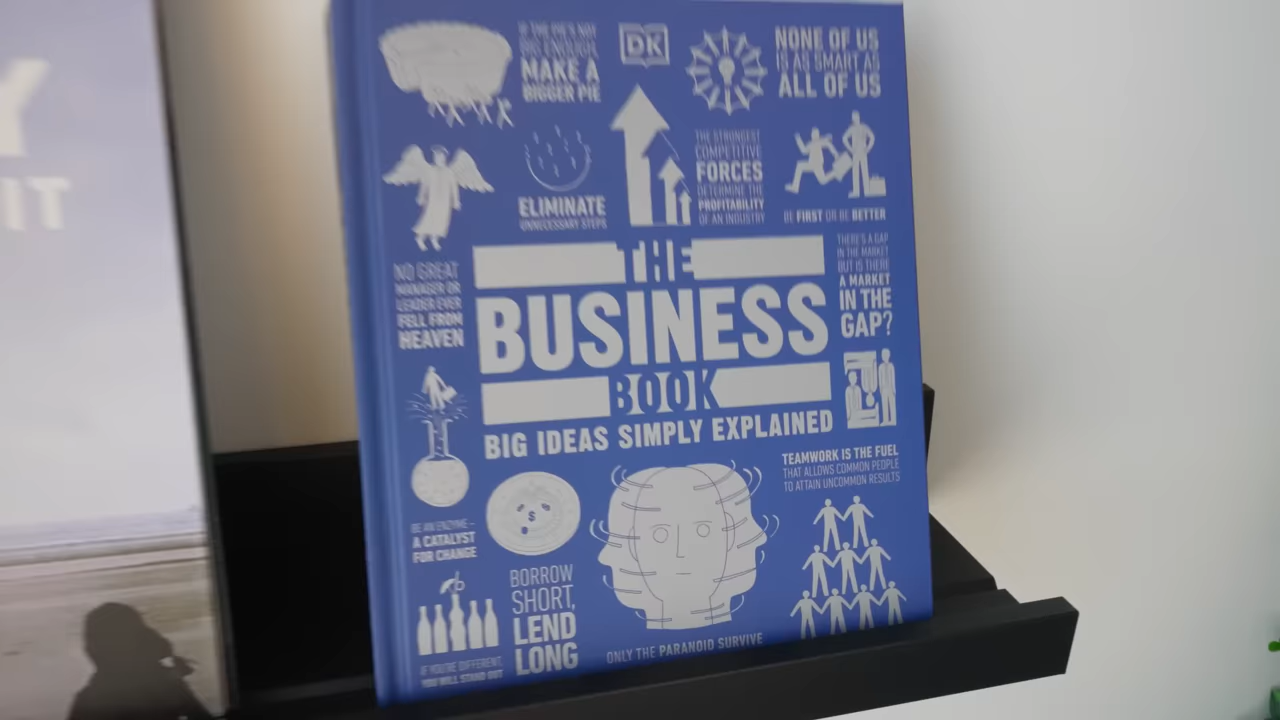 Y
IT
IF THE PIE'S NOT
BIG ENOUGH,
MAKE A
BIGGER PIE
DK
NONE OF US
IS AS SMART AS
ALL OF US
ELIMINATE
UNNECESSARY STEPS
THE STRONGEST
COMPETITIVE
FORCES
DETERMINE THE
PROFITABILITY
OF AN INDUSTRY
BE FIRST OR BE BETTER
NO GREAT
MANAGER OR
LEADER EVER
FELL FROM
HEAVEN
THE
BUSINESS
BOOK
BIG IDEAS SIMPLY EXPLAINED
THERE'S A GAP
IN THE MARKET
BUT IS THERE
A MARKET
IN THE
GAP?
TEAMWORK IS THE FUEL
THAT ALLOWS COMMON PEOPLE
TO ATTAIN UNCOMMON RESULTS
BE AN ENZYME –
A CATALYST
FOR CHANGE
$
BORROW
SHORT,
LEND
LONG
IF YOU'RE DIFFERENT,
YOU WILL STAND OUT
ONLY THE PARANOID SURVIVE